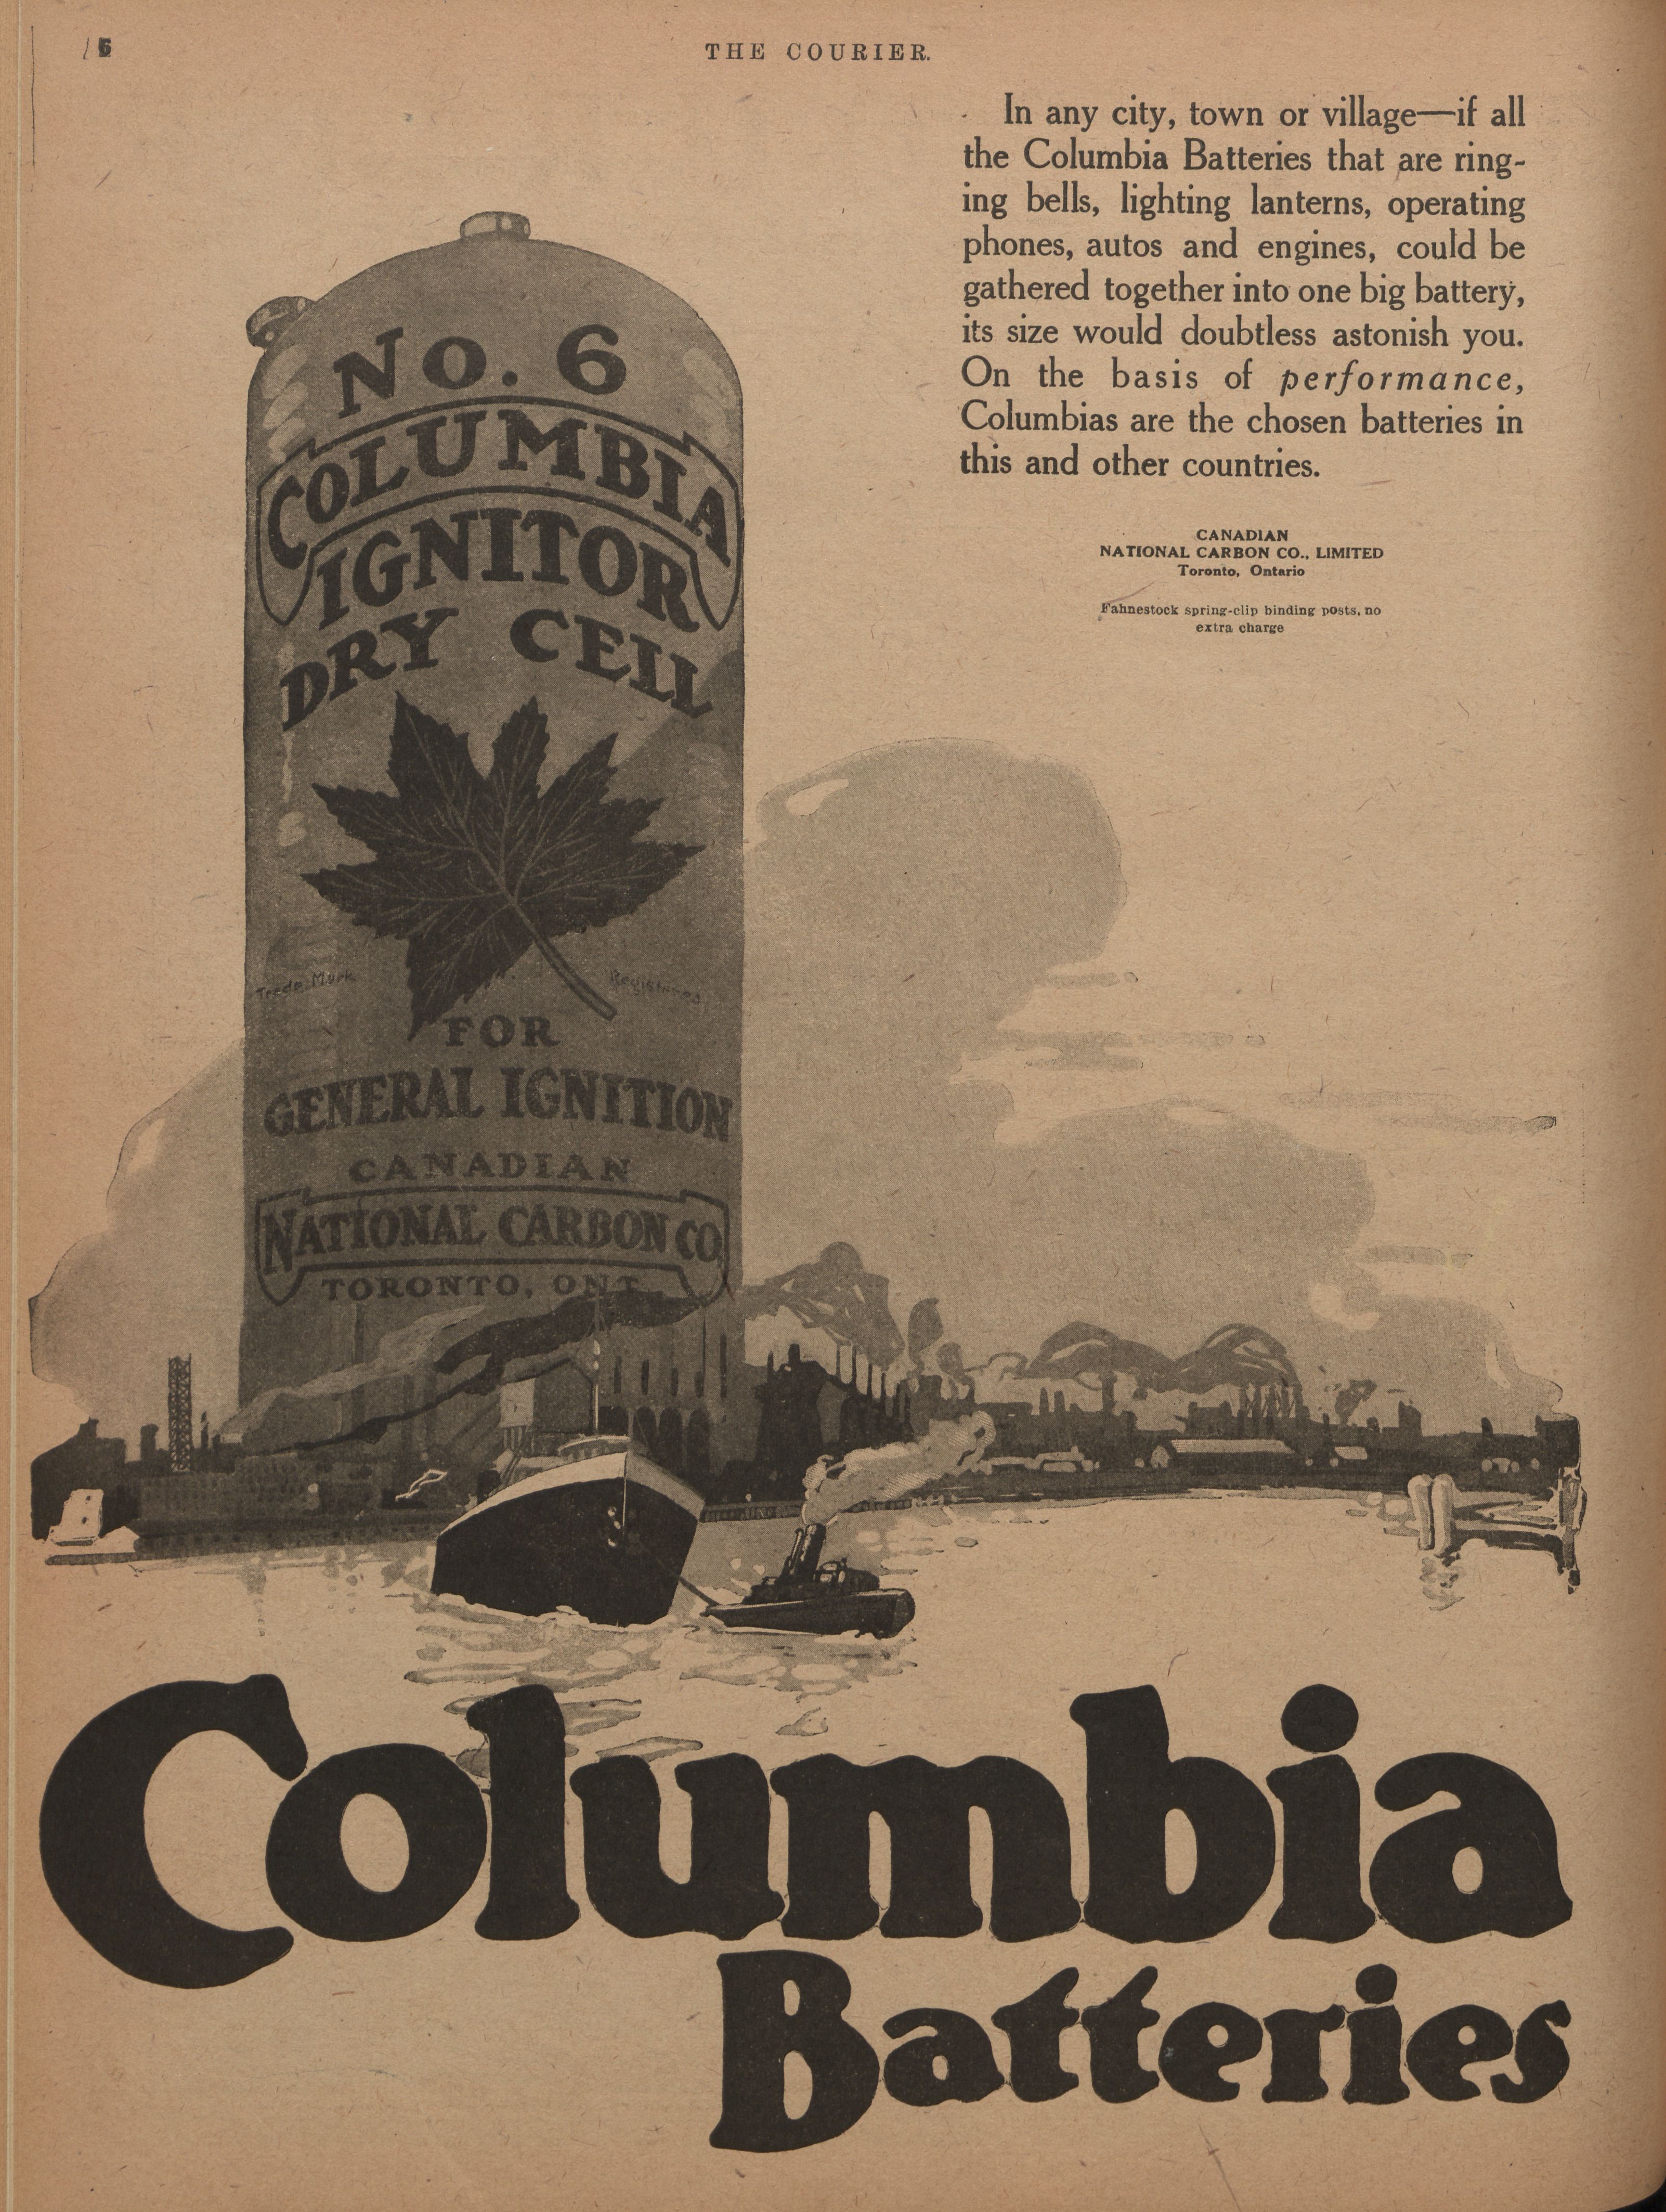 6
THE COURIER.
In any city, town or village—if all
the Columbia Batteries that are ring-
ing bells, lighting lanterns, operating
phones, autos and engines, could be
gathered together into one big battery,
its size would doubtless astonish you.
On the basis of performance,
Columbias are the chosen batteries in
this and other countries.
CANADIAN
NATIONAL CARBON CO., LIMITED
Toronto, Ontario
Fahnestock spring-clip binding posts, no
extra charge
No. 6
COLUMBIA
IGNITOR
DRY CELL
Trade Mark Registered
FOR
GENERAL IGNITION
CANADIAN
NATIONAL CARBON CO.
TORONTO, ONT.
Columbia
Batteries